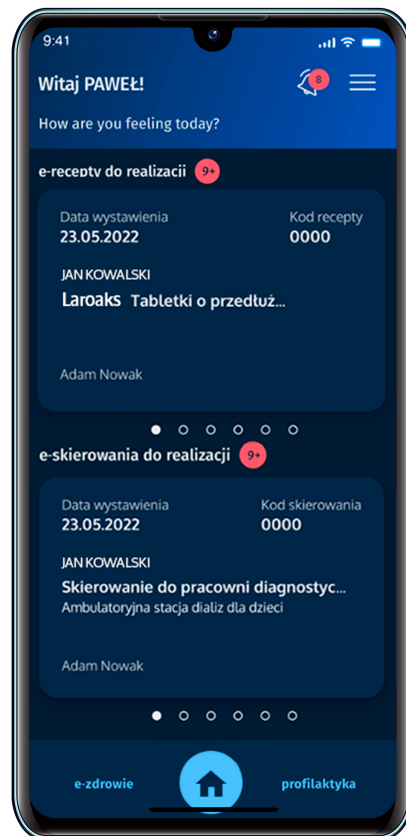 9:41
Witaj PAWEŁ!
8
How are you feeling today?
e-recepty do realizacji 9+
Data wystawienia Kod recepty
23.05.2022 0000
JAN KOWALSKI
Laroaks Tabletki o przedłuż...
Adam Nowak
e-skierowania do realizacji 9+
Data wystawienia Kod skierowania
23.05.2022 0000
JAN KOWALSKI
Skierowanie do pracowni diagnostyc...
Ambulatoryjna stacja dializ dla dzieci
Adam Nowak
e-zdrowie profilaktyka